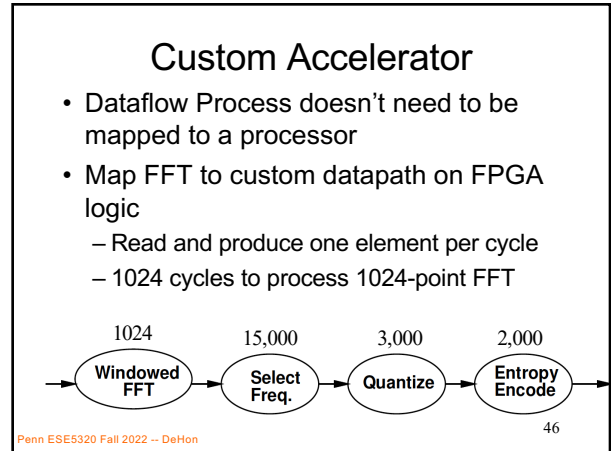 Custom Accelerator
• Dataflow Process doesn't need to be
mapped to a processor
• Map FFT to custom datapath on FPGA
logic
– Read and produce one element per cycle
– 1024 cycles to process 1024-point FFT
1024 15,000 3,000 2,000
Windowed
FFT
Select
Freq.
Quantize
Entropy
Encode
Penn ESE5320 Fall 2022 -- DeHon
46